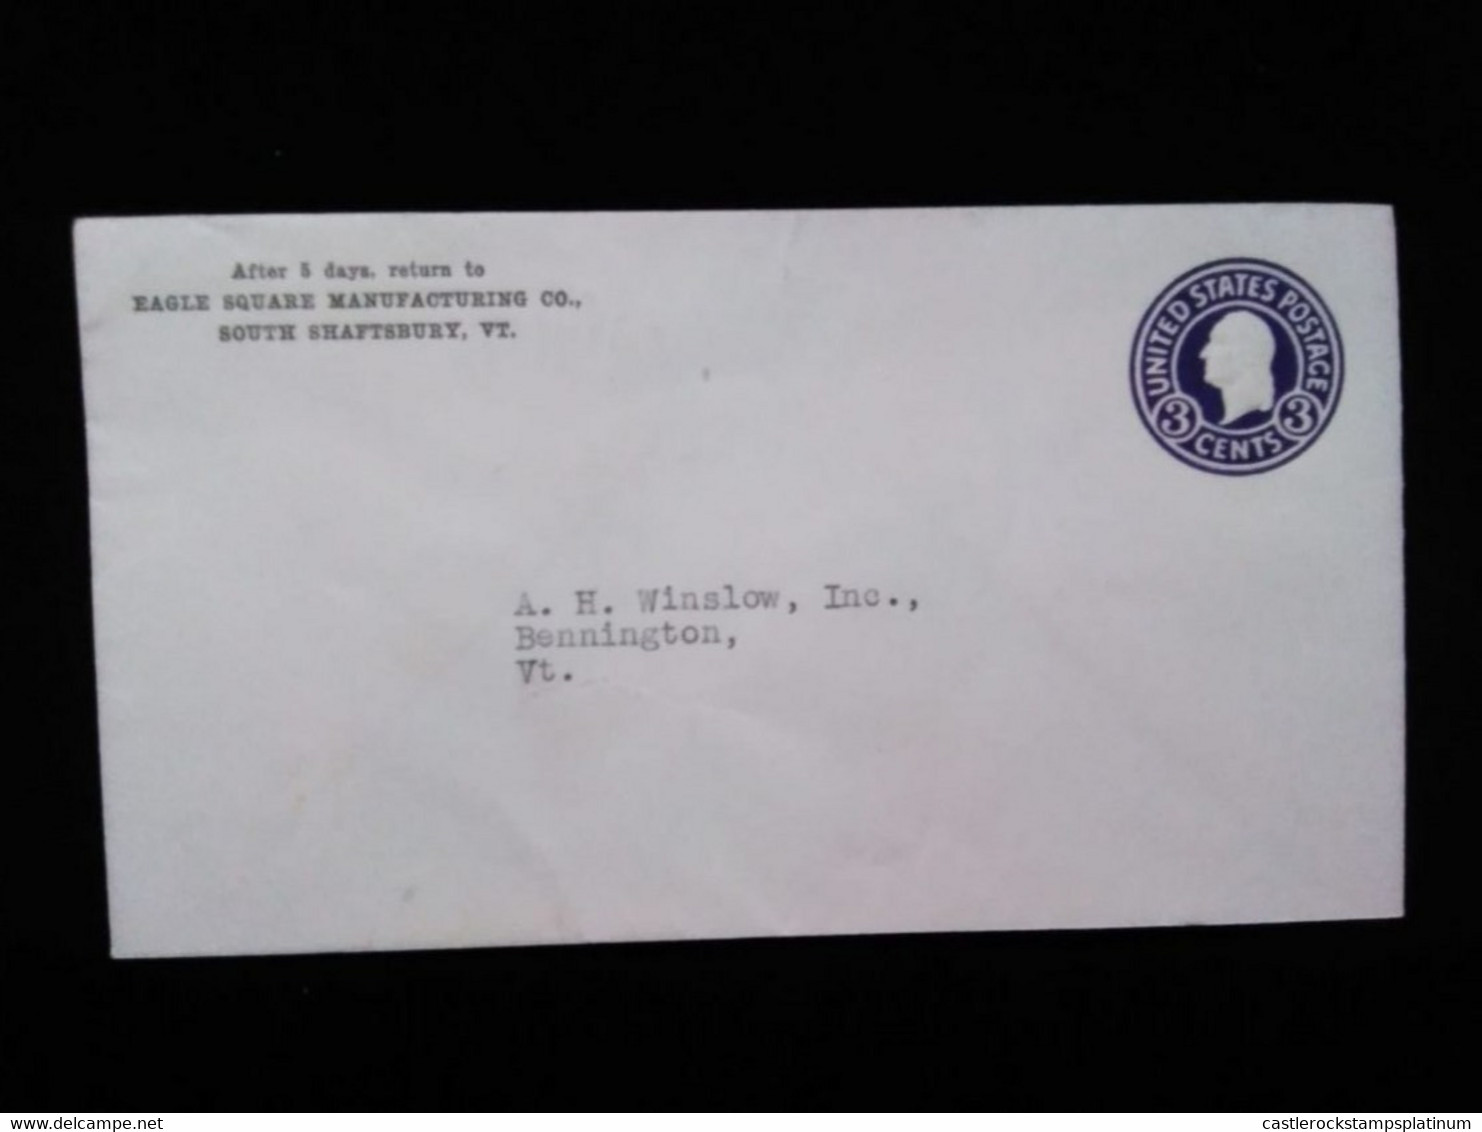 After 5 days, return to
EAGLE SQUARE MANUFACTURING CO.,
SOUTH SHAFTSBURY, VT.
UNITED STATES POSTAGE
3 CENTS 3
A. H. Winslow, Inc.,
Bennington,
Vt.
www.delcampe.net
castlerockstampsplatinum